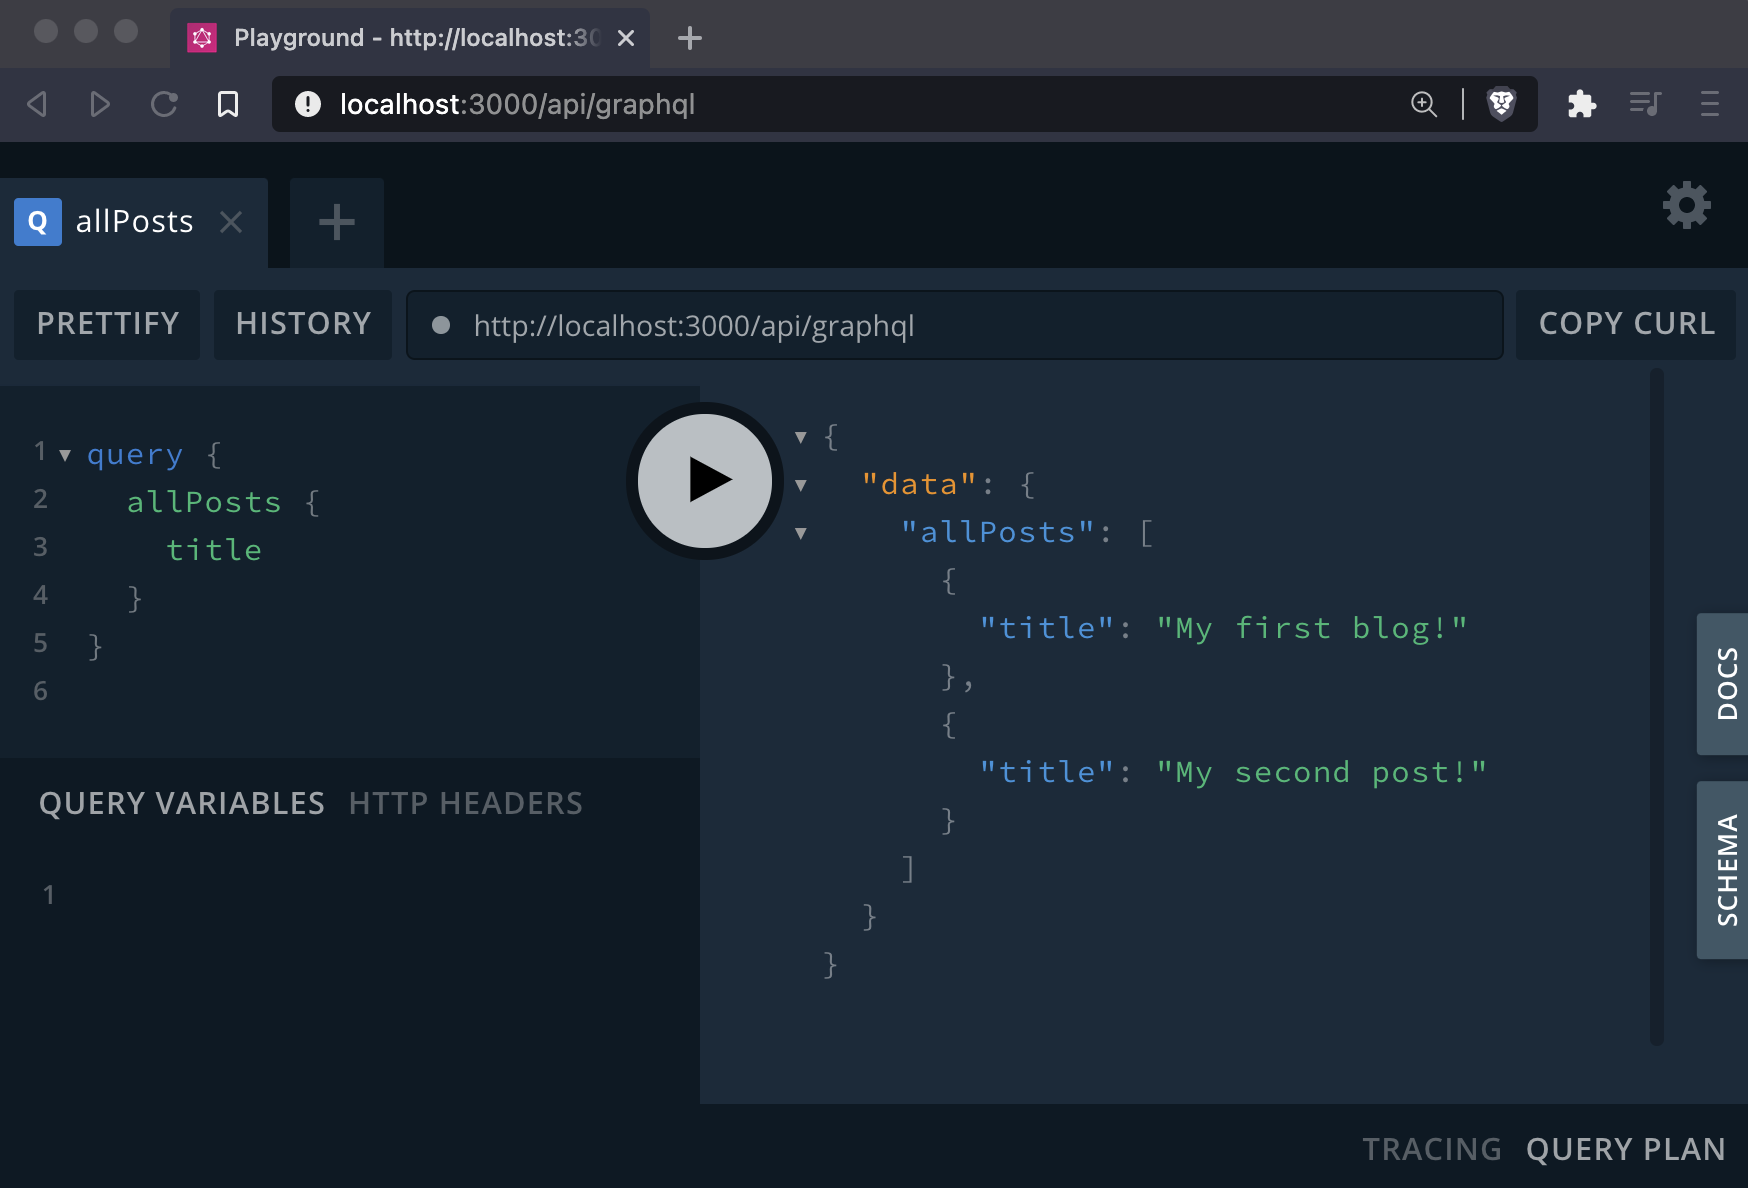 Playground - http://localhost:30
localhost:3000/api/graphql
Q allPosts
PRETTIFY HISTORY http://localhost:3000/api/graphql COPY CURL
1 query {
2 allPosts {
3 title
4 }
5 }
6
{
"data": {
"allPosts": [
{
"title": "My first blog!"
},
{
"title": "My second post!"
}
]
}
}
DOCS
SCHEMA
QUERY VARIABLES HTTP HEADERS
1
TRACING QUERY PLAN